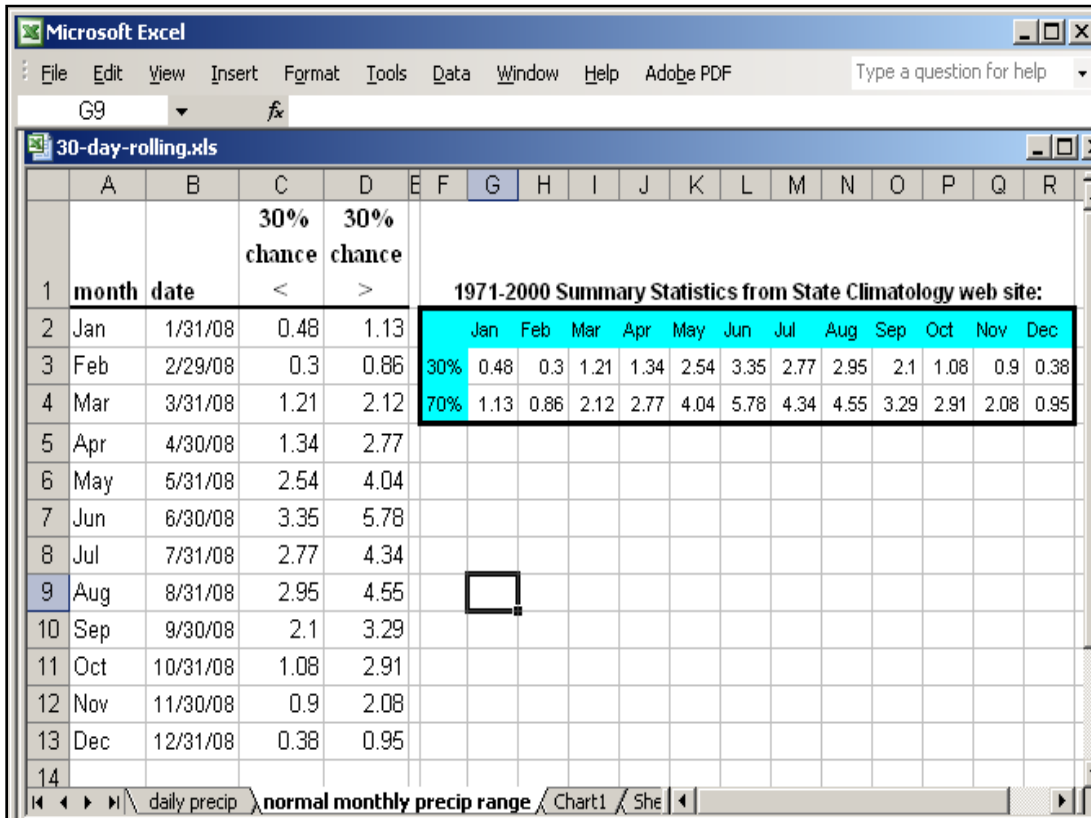 Microsoft Excel
File Edit View Insert Format Tools Data Window Help Adobe PDF Type a question for help
G9 fx
30-day-rolling.xls
A B C D E F G H I J K L M N O P Q R
30% 30%
chance chance
1 month date < > 1971-2000 Summary Statistics from State Climatology web site:
2 Jan 1/31/08 0.48 1.13 Jan Feb Mar Apr May Jun Jul Aug Sep Oct Nov Dec
3 Feb 2/29/08 0.3 0.86 30% 0.48 0.3 1.21 1.34 2.54 3.35 2.77 2.95 2.1 1.08 0.9 0.38
4 Mar 3/31/08 1.21 2.12 70% 1.13 0.86 2.12 2.77 4.04 5.78 4.34 4.55 3.29 2.91 2.08 0.95
5 Apr 4/30/08 1.34 2.77
6 May 5/31/08 2.54 4.04
7 Jun 6/30/08 3.35 5.78
8 Jul 7/31/08 2.77 4.34
9 Aug 8/31/08 2.95 4.55
10 Sep 9/30/08 2.1 3.29
11 Oct 10/31/08 1.08 2.91
12 Nov 11/30/08 0.9 2.08
13 Dec 12/31/08 0.38 0.95
14
daily precip normal monthly precip range Chart1 She